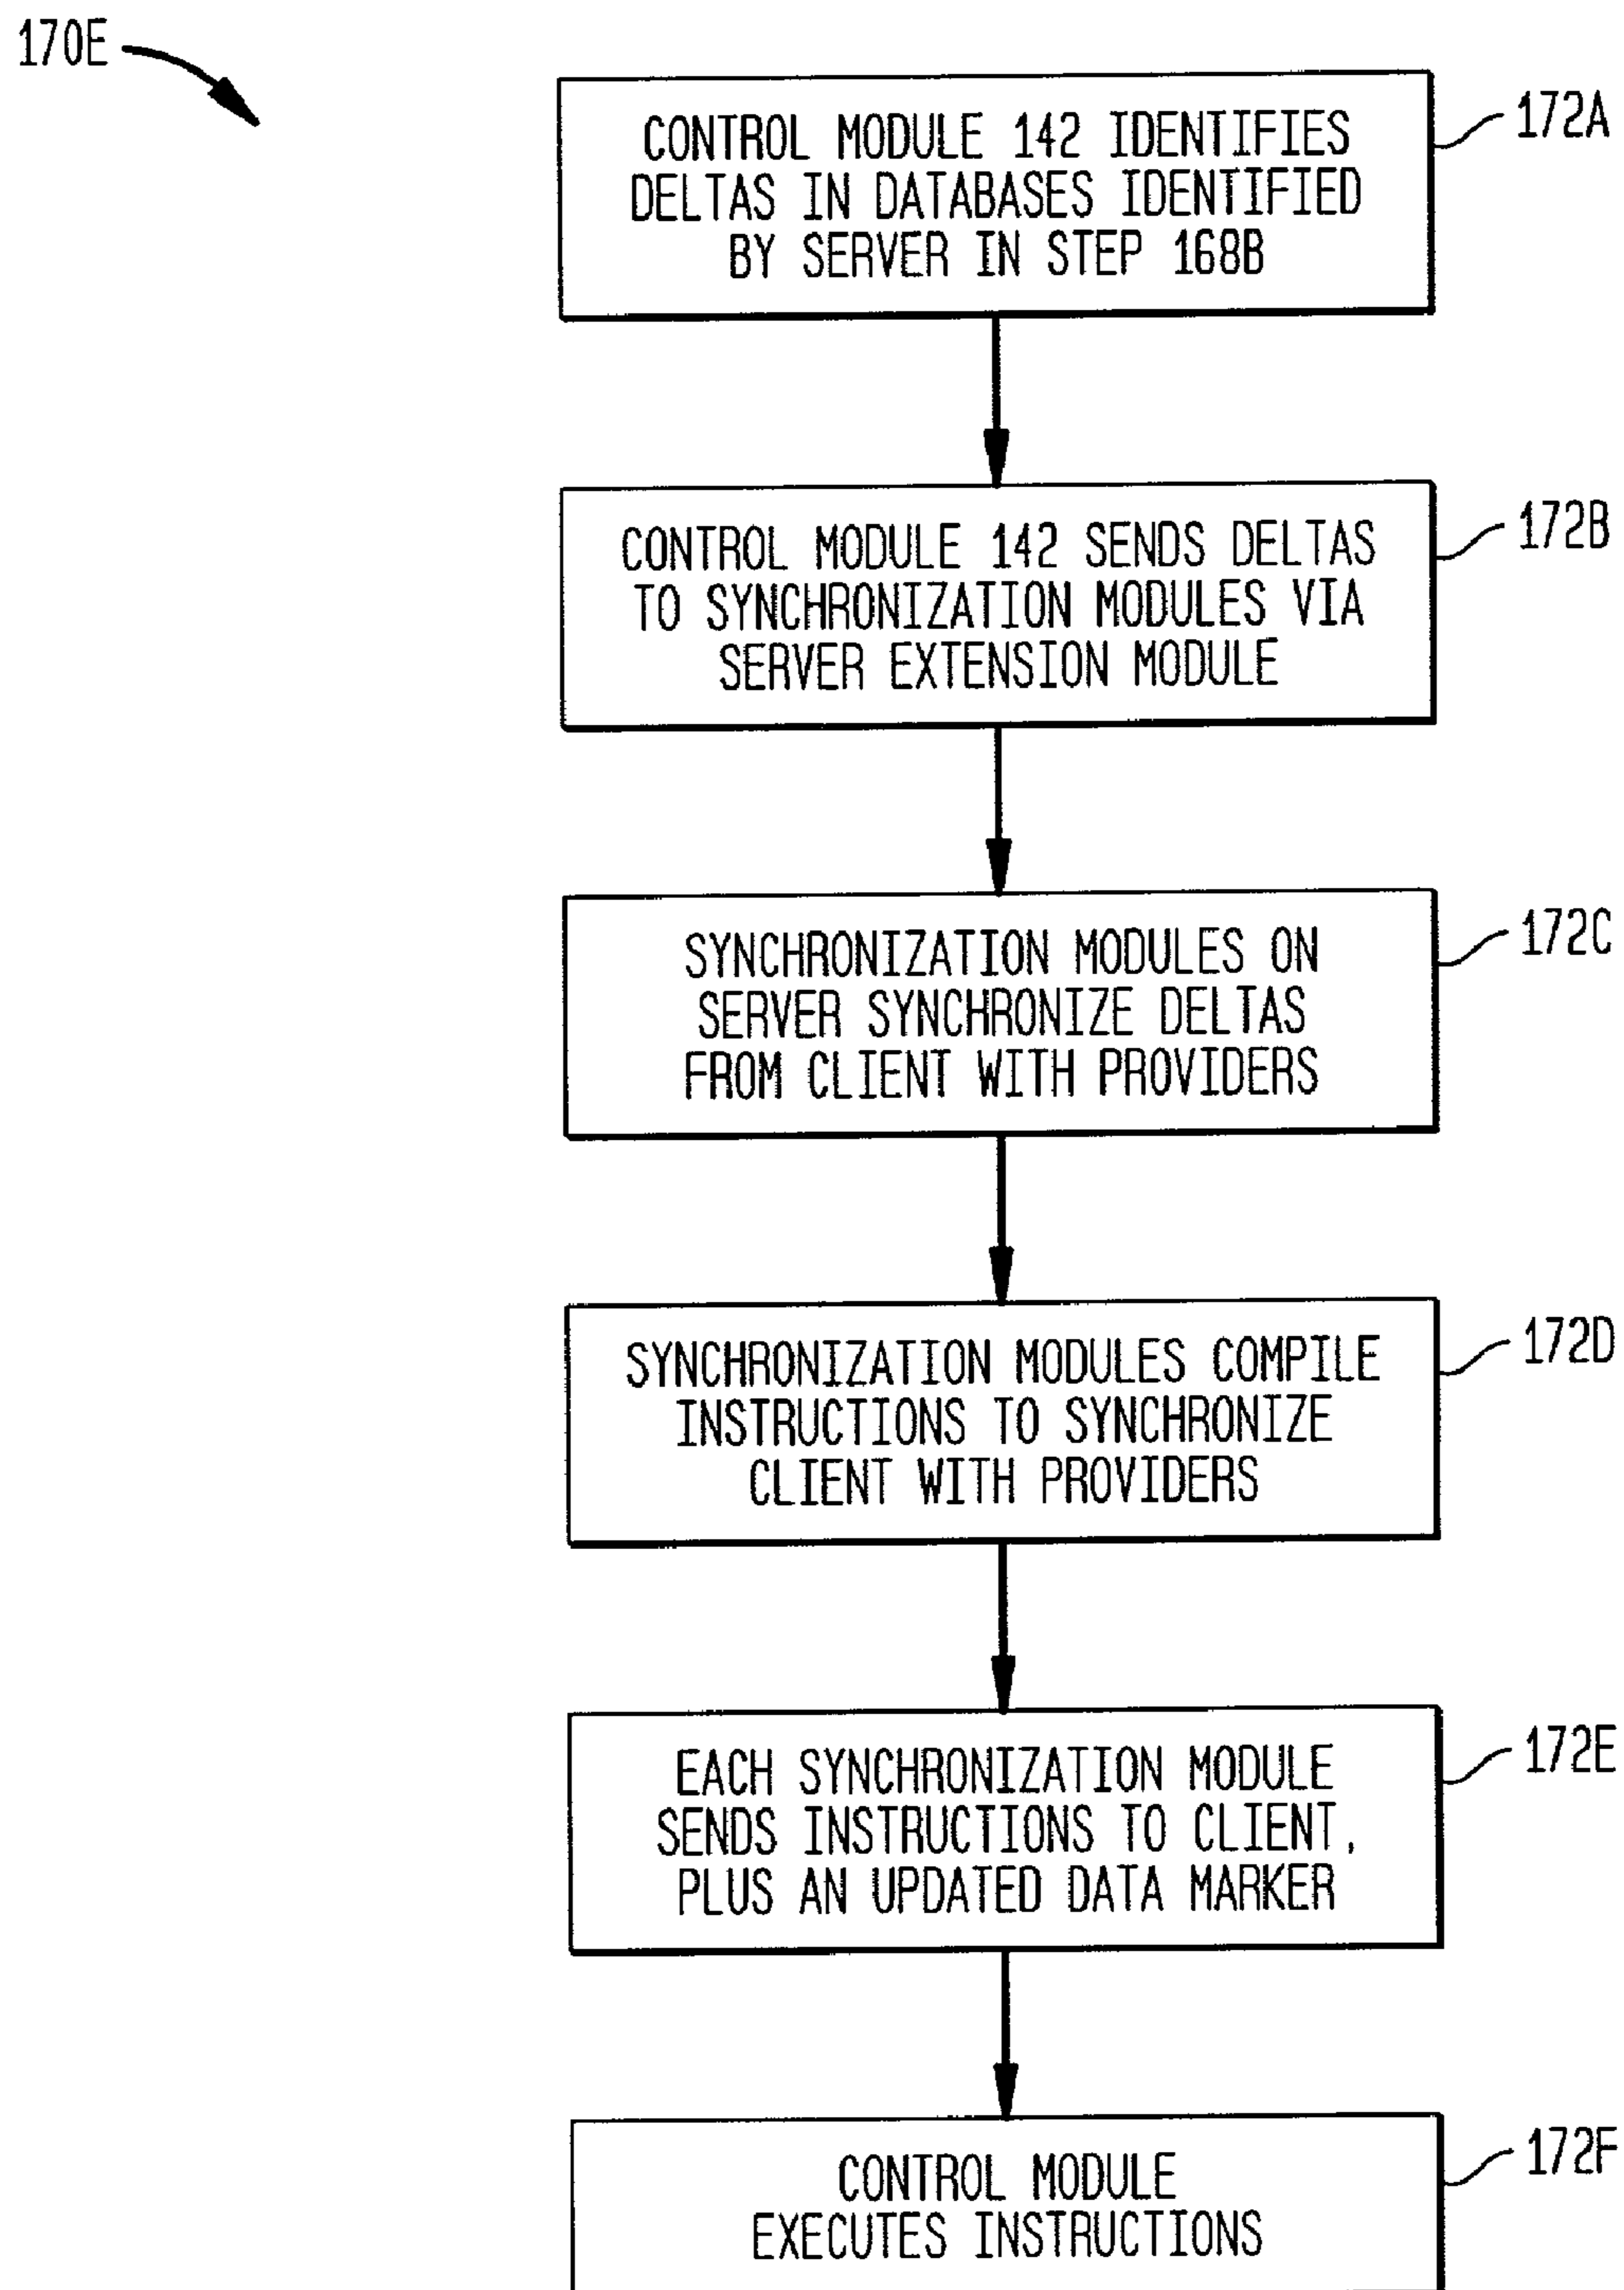 170E
CONTROL MODULE 142 IDENTIFIES
DELTAS IN DATABASES IDENTIFIED
BY SERVER IN STEP 168B
172A
CONTROL MODULE 142 SENDS DELTAS
TO SYNCHRONIZATION MODULES VIA
SERVER EXTENSION MODULE
172B
SYNCHRONIZATION MODULES ON
SERVER SYNCHRONIZE DELTAS
FROM CLIENT WITH PROVIDERS
172C
SYNCHRONIZATION MODULES COMPILE
INSTRUCTIONS TO SYNCHRONIZE
CLIENT WITH PROVIDERS
172D
EACH SYNCHRONIZATION MODULE
SENDS INSTRUCTIONS TO CLIENT,
PLUS AN UPDATED DATA MARKER
172E
CONTROL MODULE
EXECUTES INSTRUCTIONS
172F